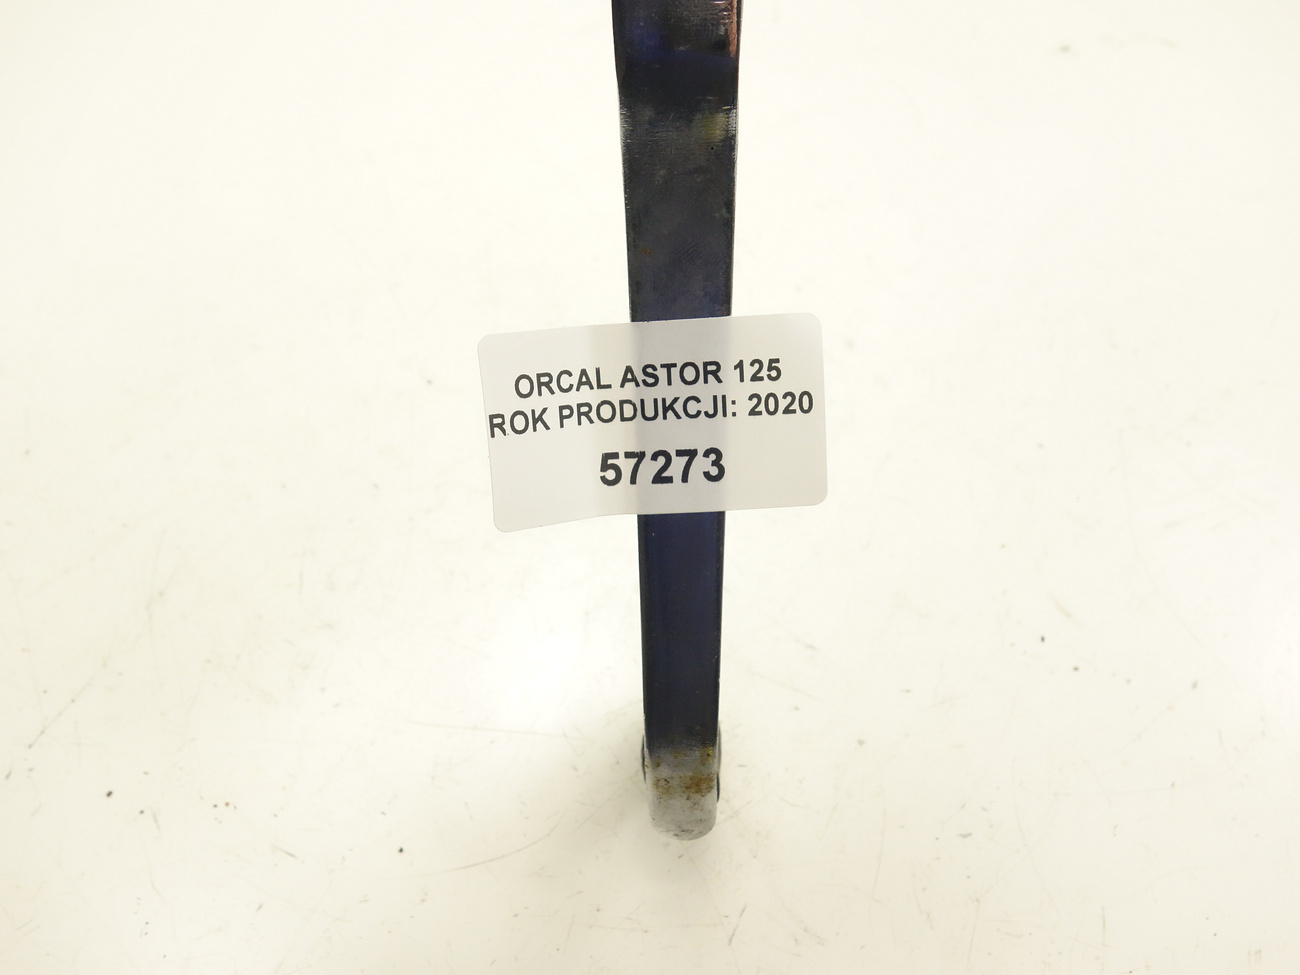 ORCAL ASTOR 125
ROK PRODUKCJI: 2020
57273